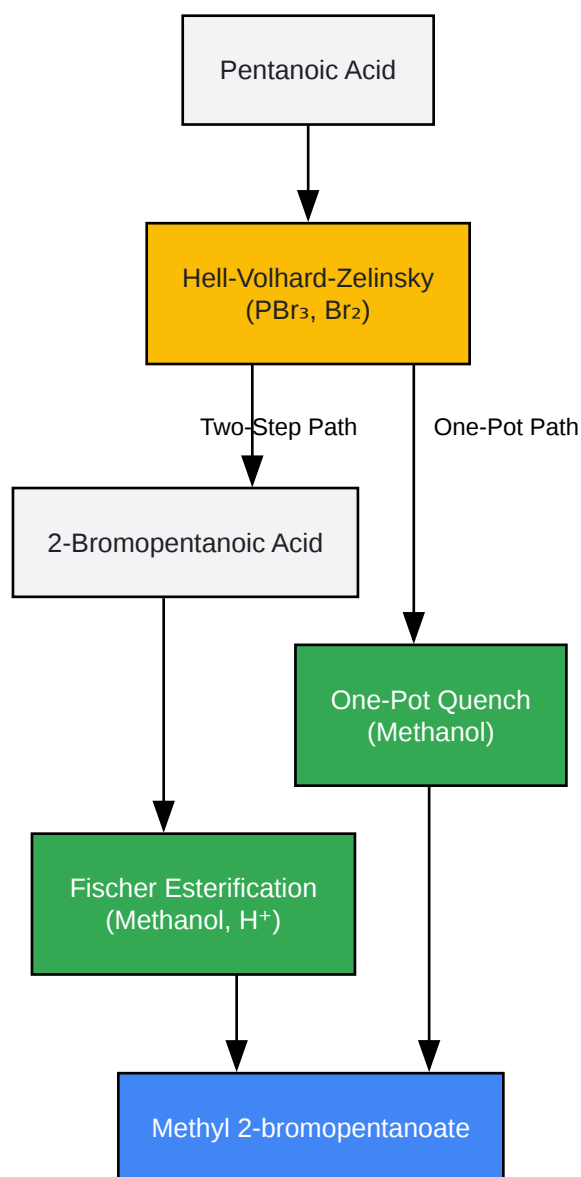 Pentanoic Acid
Hell-Volhard-Zelinsky
(PBr₃, Br₂)
Two-Step Path
One-Pot Path
2-Bromopentanoic Acid
One-Pot Quench
(Methanol)
Fischer Esterification
(Methanol, H⁺)
Methyl 2-bromopentanoate